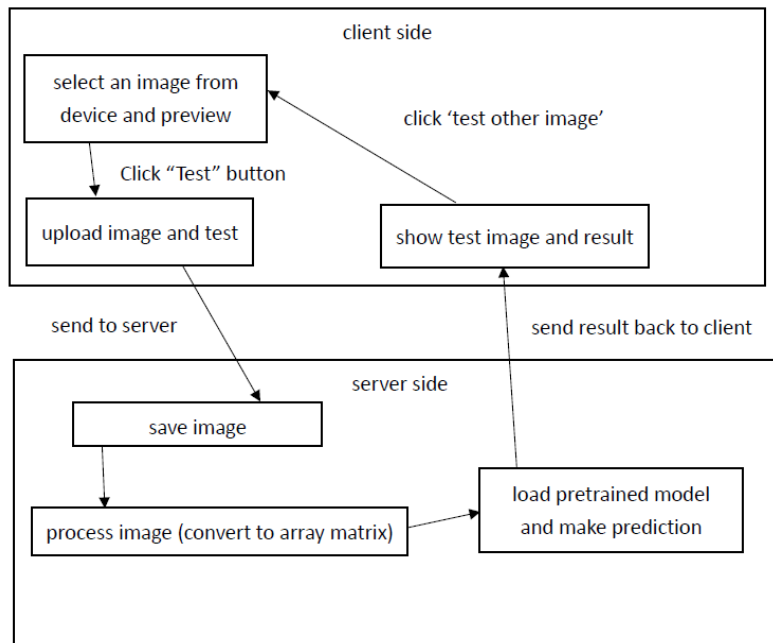 client side
select an image from
device and preview
click ‘test other image’
Click “Test” button
upload image and test
show test image and result
send to server
send result back to client
server side
save image
load pretrained model
and make prediction
process image (convert to array matrix)